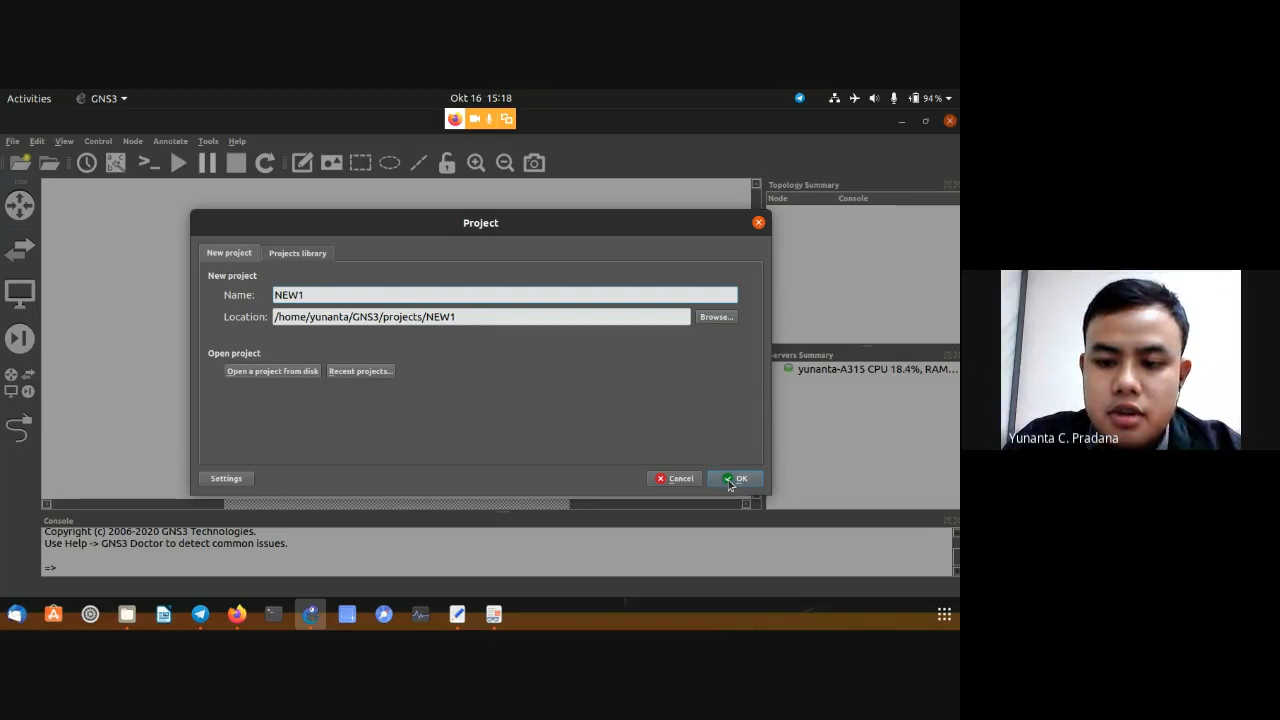 Activities GNS3 Okt 16 15:18 94%
File Edit View Control Node Annotate Tools Help
Topology Summary
Node Console
Project
New project Projects library
New project
Name: NEW1
Location: /home/yunanta/GNS3/projects/NEW1 Browse...
Open project
Open a project from disk Recent projects...
Settings Cancel OK
Servers Summary
yunanta-A315 CPU 18.4%, RAM...
Console
Copyright (c) 2006-2020 GNS3 Technologies.
Use Help -> GNS3 Doctor to detect common issues.
=>
Yunanta C. Pradana